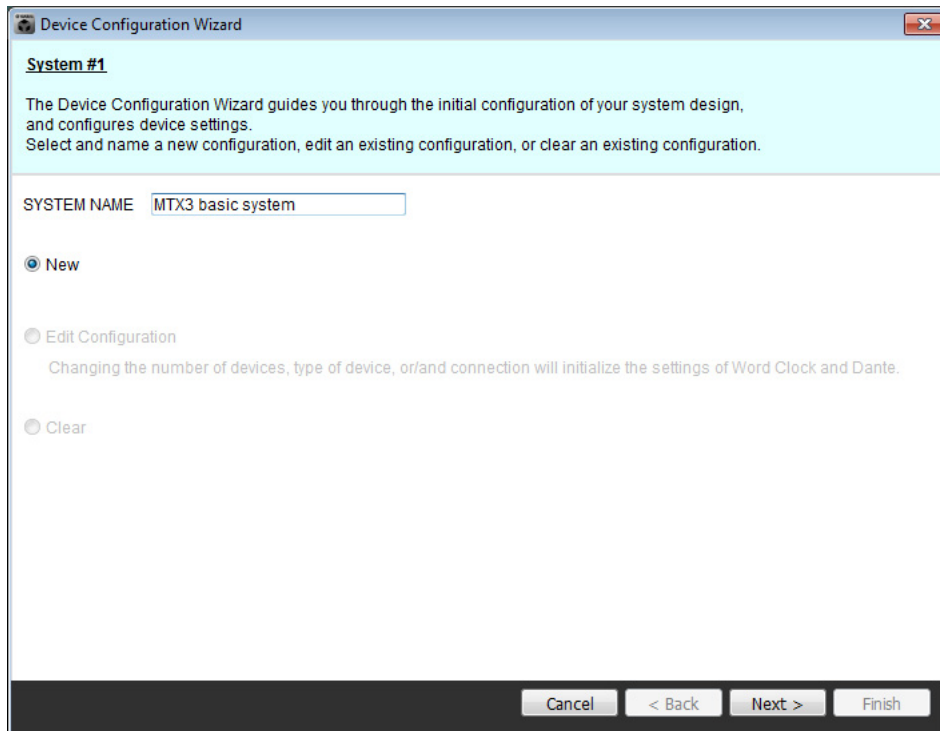 Device Configuration Wizard
System #1
The Device Configuration Wizard guides you through the initial configuration of your system design,
and configures device settings.
Select and name a new configuration, edit an existing configuration, or clear an existing configuration.
SYSTEM NAME MTX3 basic system
New
Edit Configuration
Changing the number of devices, type of device, or/and connection will initialize the settings of Word Clock and Dante.
Clear
Cancel < Back Next > Finish